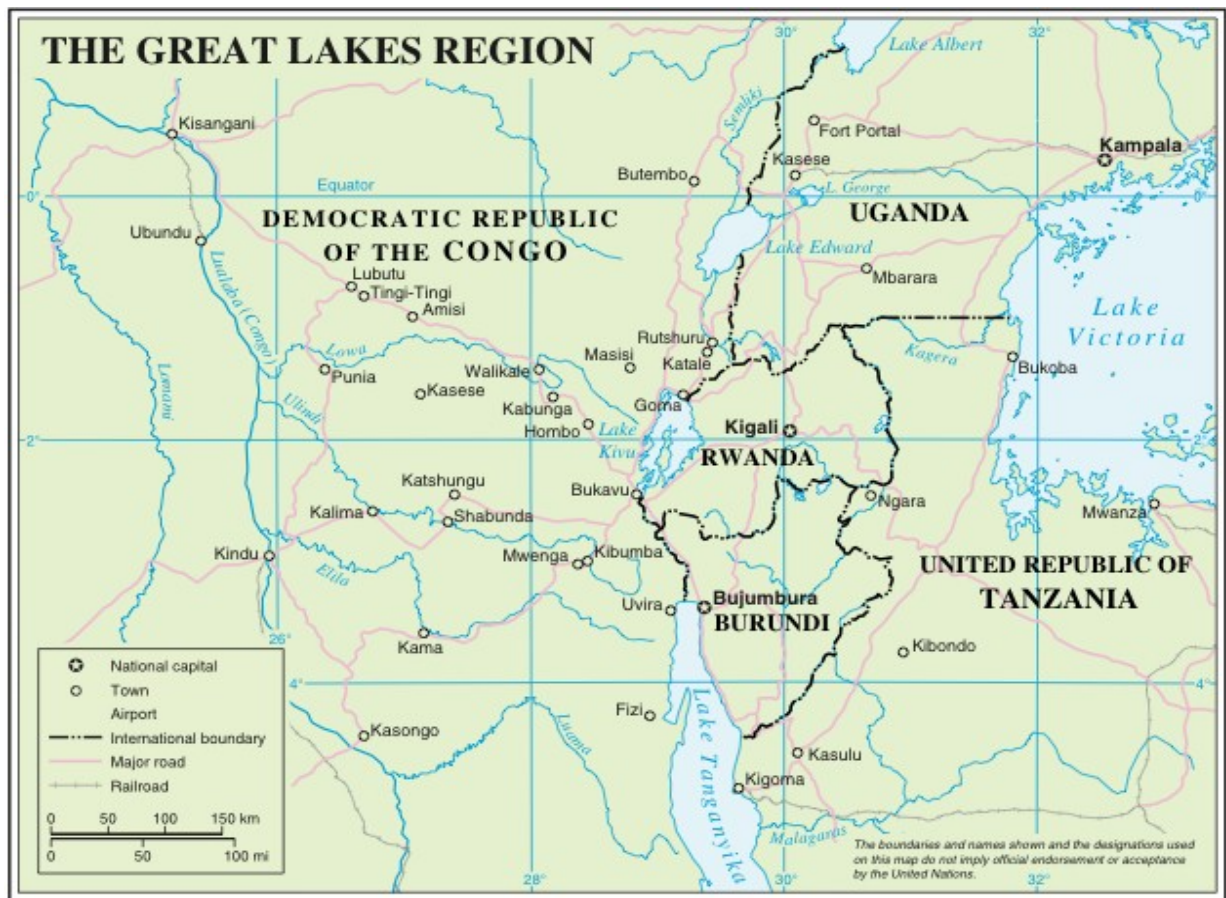 THE GREAT LAKES REGION
30°
32°
Lake Albert
Semliki
Kisangani
Fort Portal
Kampala
Kasese
Butembo
Equator
L. George
0°
0°
DEMOCRATIC REPUBLIC
OF THE CONGO
UGANDA
Ubundu
Lualaba (Congo)
Lake Edward
Mbarara
Lubutu
Tingi-Tingi
Amisi
Lake
Victoria
Rutshuru
Katale
Masisi
Kagera
Lowa
Lomami
Punia
Walikale
Bukoba
Kasese
Kabunga
Goma
Ulindi
Hombo
Lake
Kivu
Kigali
RWANDA
2°
2°
Katshungu
Bukavu
Ngara
Kalima
Shabunda
Mwanza
Kindu
Elila
Mwenga
Kibumba
UNITED REPUBLIC OF
TANZANIA
Uvira
Bujumbura
BURUNDI
26°
Kama
Kibondo
National capital
Town
Airport
International boundary
Major road
Railroad
0 50 100 150 km
0 50 100 mi
4°
4°
Fizi
Luama
Kasongo
Lake Tanganyika
Kasulu
Kigoma
Malagaras
28°
30°
32°
The boundaries and names shown and the designations used
on this map do not imply official endorsement or acceptance
by the United Nations.